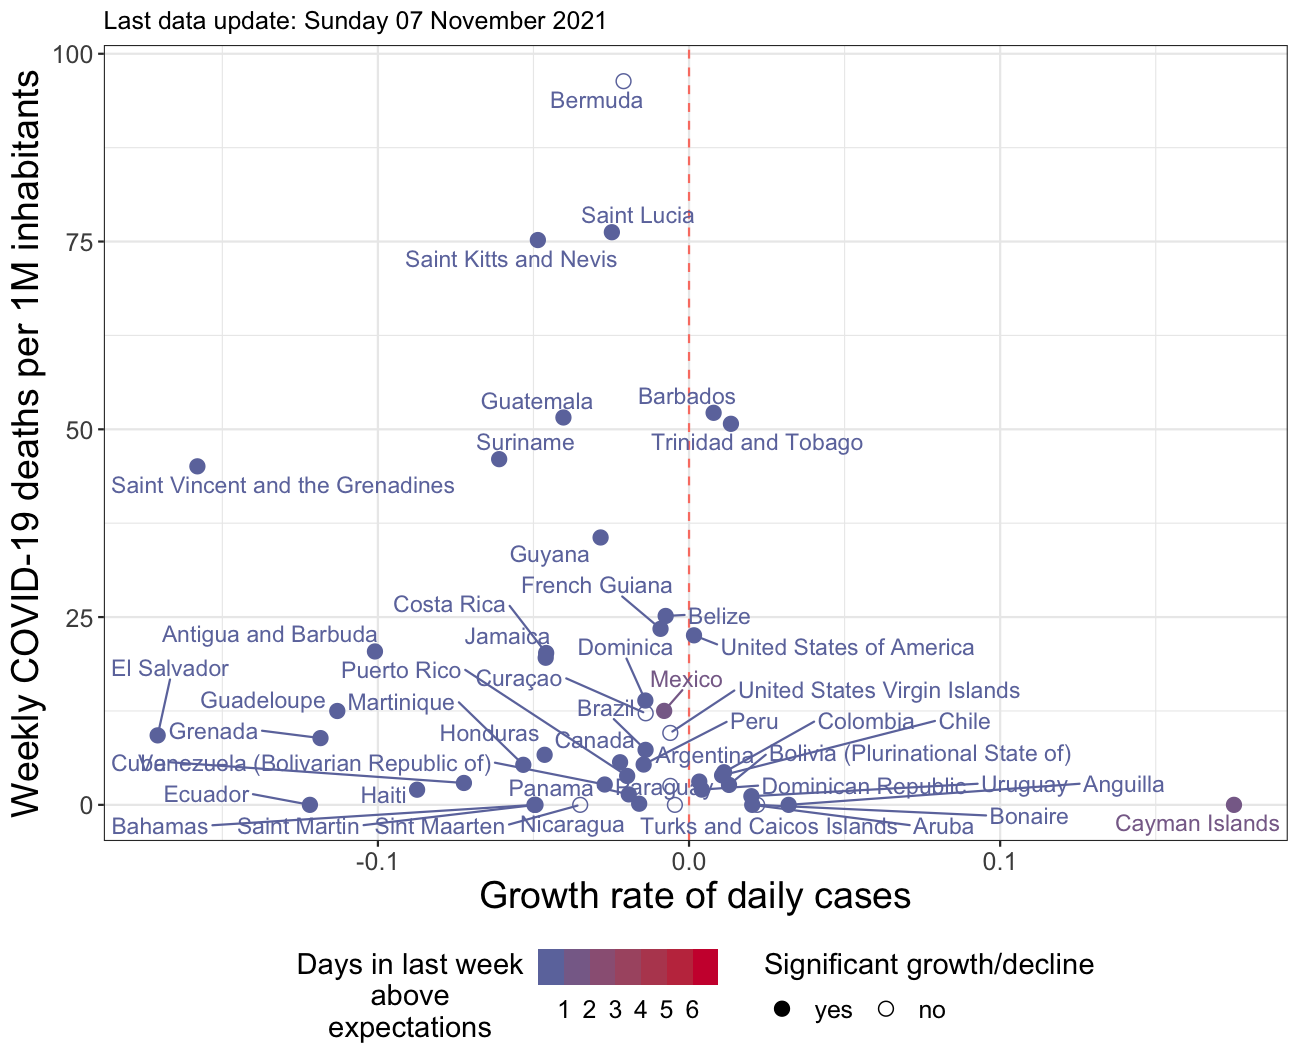 Last data update: Sunday 07 November 2021
Weekly COVID-19 deaths per 1M inhabitants
100
75
50
25
0
Bermuda
Saint Lucia
Saint Kitts and Nevis
Barbados
Guatemala
Trinidad and Tobago
Suriname
Saint Vincent and the Grenadines
Guyana
French Guiana
Costa Rica
Belize
Antigua and Barbuda
Jamaica
Dominica
United States of America
El Salvador
Puerto Rico
Curaçao
Mexico
United States Virgin Islands
Guadeloupe
Martinique
Brazil
Peru
Colombia
Chile
Grenada
Honduras
Canada
Argentina
Bolivia (Plurinational State of)
Cuba
Venezuela (Bolivarian Republic of)
Ecuador
Haiti
Panama
Paraguay
Dominican Republic
Uruguay
Anguilla
Bahamas
Saint Martin
Sint Maarten
Nicaragua
Turks and Caicos Islands
Aruba
Bonaire
Cayman Islands
-0.1
0.0
0.1
Growth rate of daily cases
Days in last week
above
expectations
1 2 3 4 5 6
Significant growth/decline
yes
no